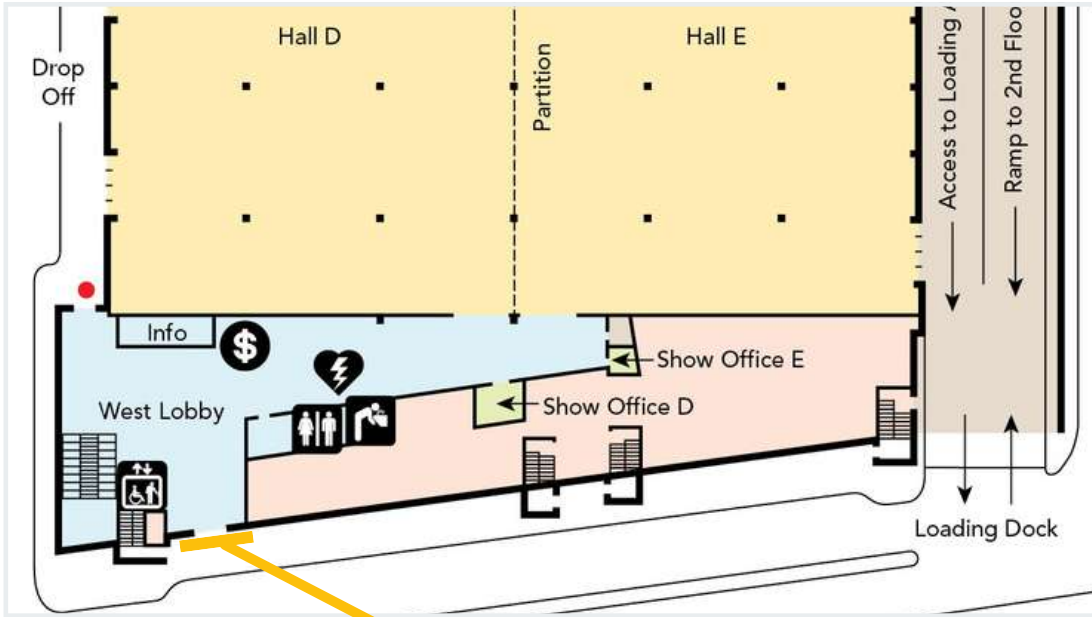 Hall D
Hall E
Drop
Off
Partition
Access to Loading
Ramp to 2nd Floo
Info
$
West Lobby
Show Office E
Show Office D
Loading Dock